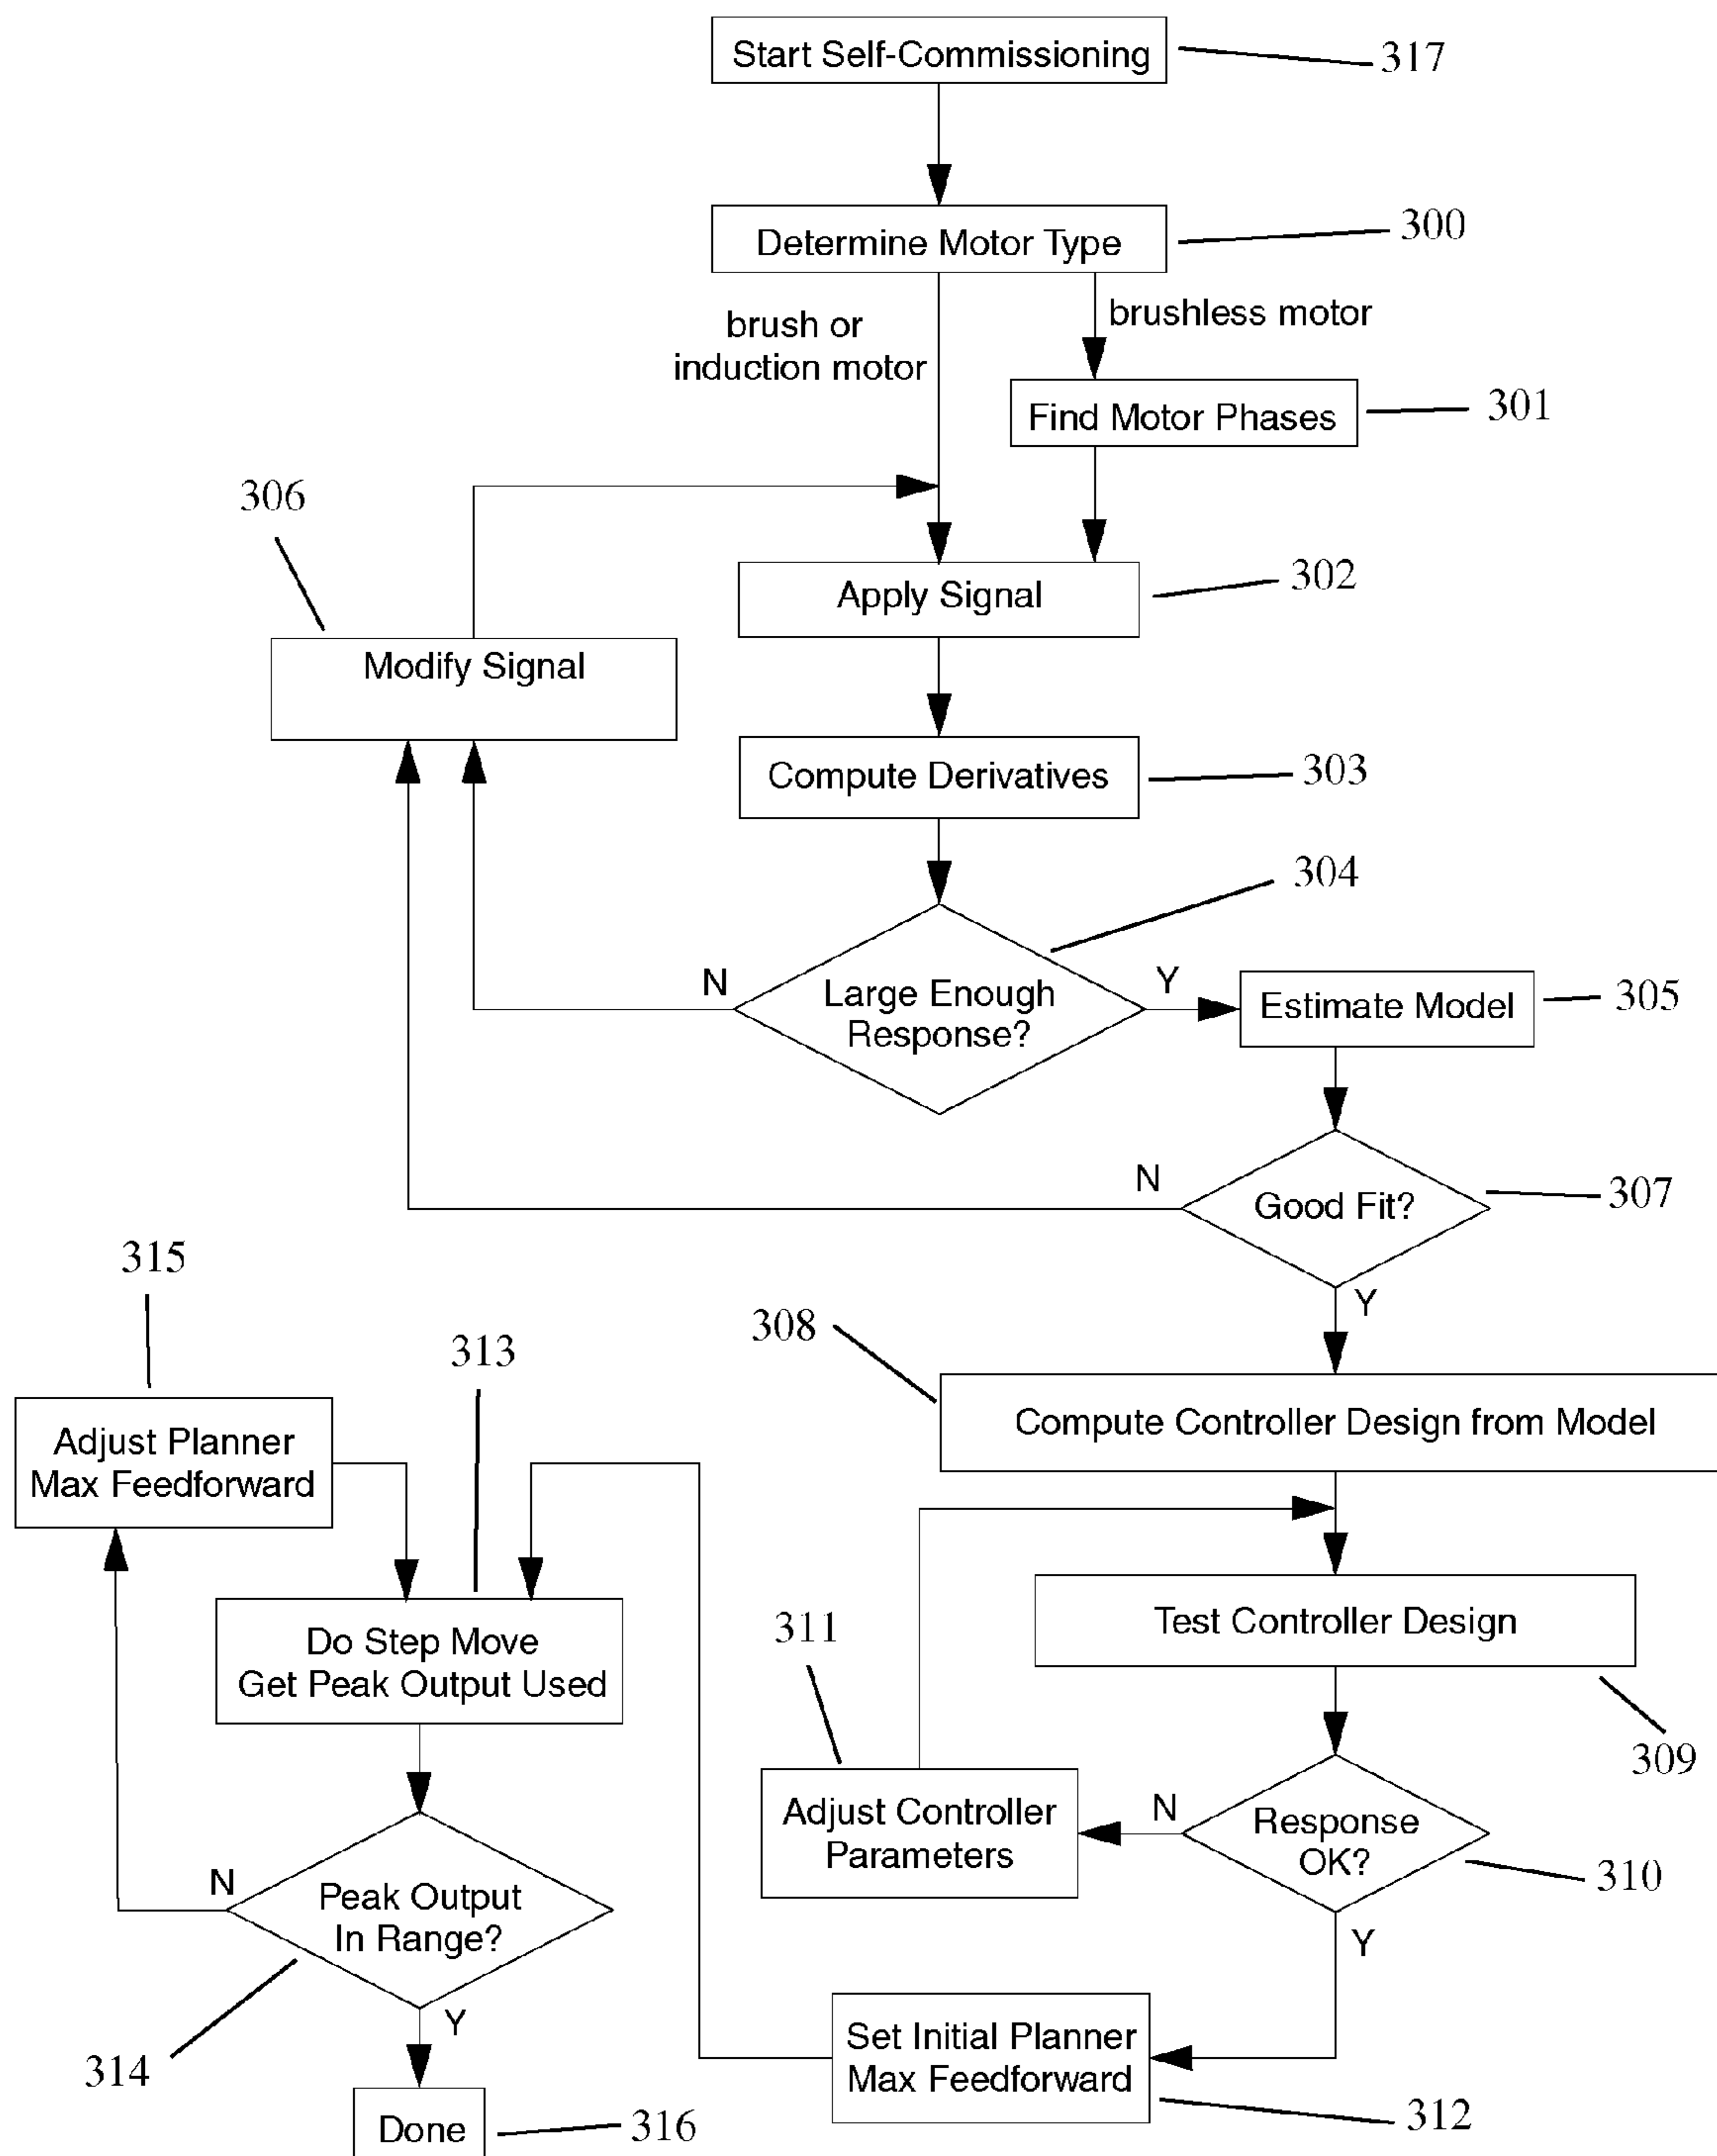 Start Self-Commissioning
317
Determine Motor Type
300
brush or
induction motor
brushless motor
Find Motor Phases
301
306
Apply Signal
302
Modify Signal
Compute Derivatives
303
304
N
Large Enough
Response?
Y
Estimate Model
305
N
Good Fit?
307
Y
315
313
308
Compute Controller Design from Model
Adjust Planner
Max Feedforward
Test Controller Design
309
311
Do Step Move
Get Peak Output Used
Adjust Controller
Parameters
N
Response
OK?
310
Y
N
Peak Output
In Range?
314
Y
Set Initial Planner
Max Feedforward
312
Done
316